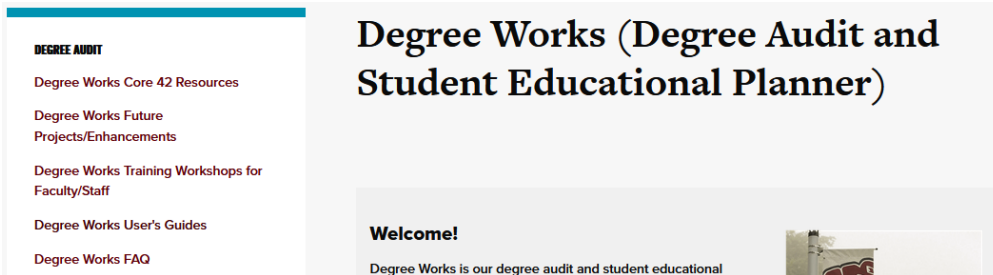 DEGREE AUDIT
Degree Works Core 42 Resources
Degree Works Future
Projects/Enhancements
Degree Works Training Workshops for
Faculty/Staff
Degree Works User's Guides
Degree Works FAQ
Degree Works (Degree Audit and
Student Educational Planner)
Welcome!
Degree Works is our degree audit and student educational